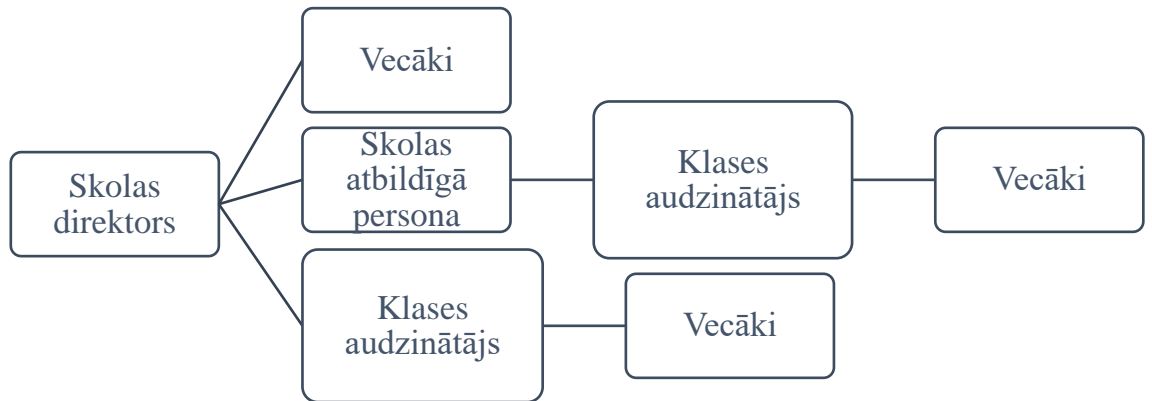 Skolas
direktors
Vecāki
Skolas
atbildīgā
persona
Klases
audzinātājs
Vecāki
Klases
audzinātājs
Vecāki